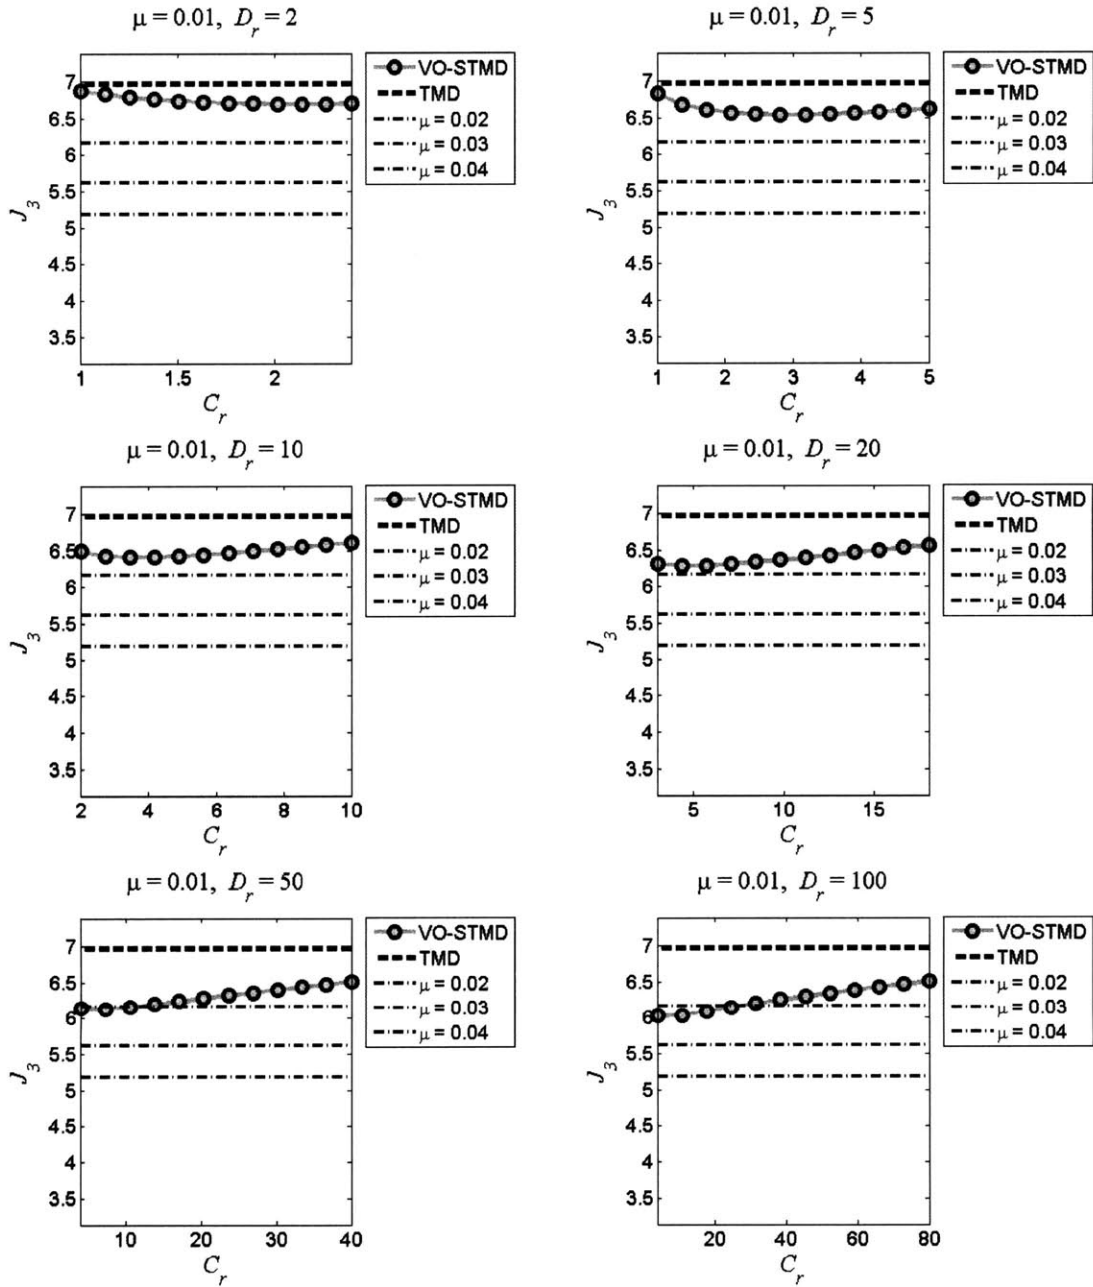 μ = 0.01, D_r = 2
7
6.5
6
5.5
5
4.5
4
3.5
J_3
1 1.5 2
C_r
VO-STMD
TMD
μ = 0.02
μ = 0.03
μ = 0.04
μ = 0.01, D_r = 5
7
6.5
6
5.5
5
4.5
4
3.5
J_3
1 2 3 4 5
C_r
VO-STMD
TMD
μ = 0.02
μ = 0.03
μ = 0.04
μ = 0.01, D_r = 10
7
6.5
6
5.5
5
4.5
4
3.5
J_3
2 4 6 8 10
C_r
VO-STMD
TMD
μ = 0.02
μ = 0.03
μ = 0.04
μ = 0.01, D_r = 20
7
6.5
6
5.5
5
4.5
4
3.5
J_3
5 10 15
C_r
VO-STMD
TMD
μ = 0.02
μ = 0.03
μ = 0.04
μ = 0.01, D_r = 50
7
6.5
6
5.5
5
4.5
4
3.5
J_3
10 20 30 40
C_r
VO-STMD
TMD
μ = 0.02
μ = 0.03
μ = 0.04
μ = 0.01, D_r = 100
7
6.5
6
5.5
5
4.5
4
3.5
J_3
20 40 60 80
C_r
VO-STMD
TMD
μ = 0.02
μ = 0.03
μ = 0.04